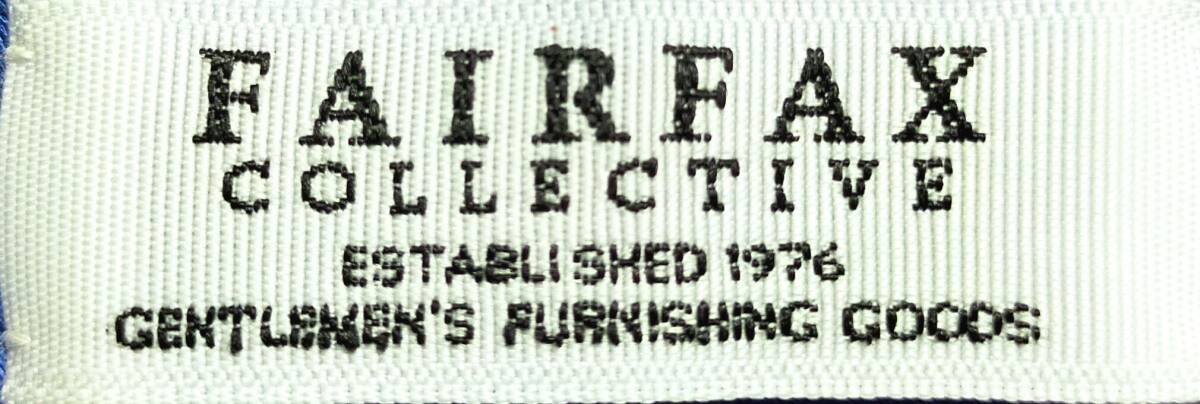 FAIRFAX
COLLECTIVE
ESTABLISHED 1976
GENTLEMEN'S FURNISHING GOODS